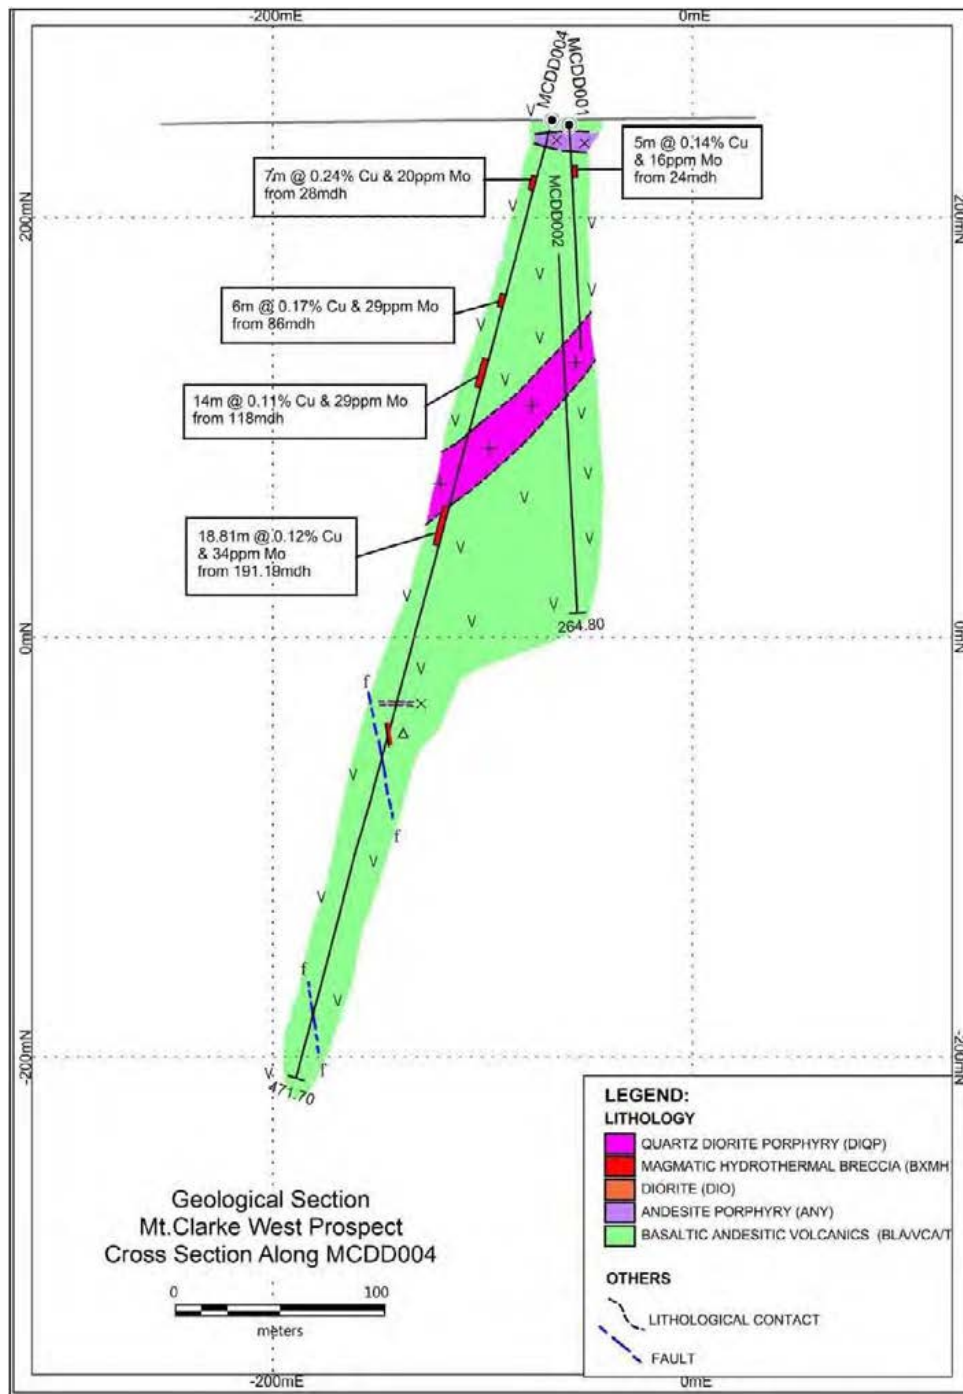 -200mE
0mE
MCDD004
MCDD001
5m @ 0.14% Cu
& 16ppm Mo
from 24mdh
7m @ 0.24% Cu & 20ppm Mo
from 28mdh
MCDD002
200mN
200mN
6m @ 0.17% Cu & 29ppm Mo
from 86mdh
14m @ 0.11% Cu & 29ppm Mo
from 118mdh
18.81m @ 0.12% Cu
& 34ppm Mo
from 191.19mdh
264.80
0mN
0mN
f
f
f
f
-200mN
-200mN
471.70
LEGEND:
LITHOLOGY
QUARTZ DIORITE PORPHYRY (DIQP)
MAGMATIC HYDROTHERMAL BRECCIA (BXMH
DIORITE (DIO)
ANDESITE PORPHYRY (ANY)
BASALTIC ANDESITIC VOLCANICS (BLA/VCA/T
OTHERS
LITHOLOGICAL CONTACT
FAULT
Geological Section
Mt.Clarke West Prospect
Cross Section Along MCDD004
0 100
meters
-200mE
0mE